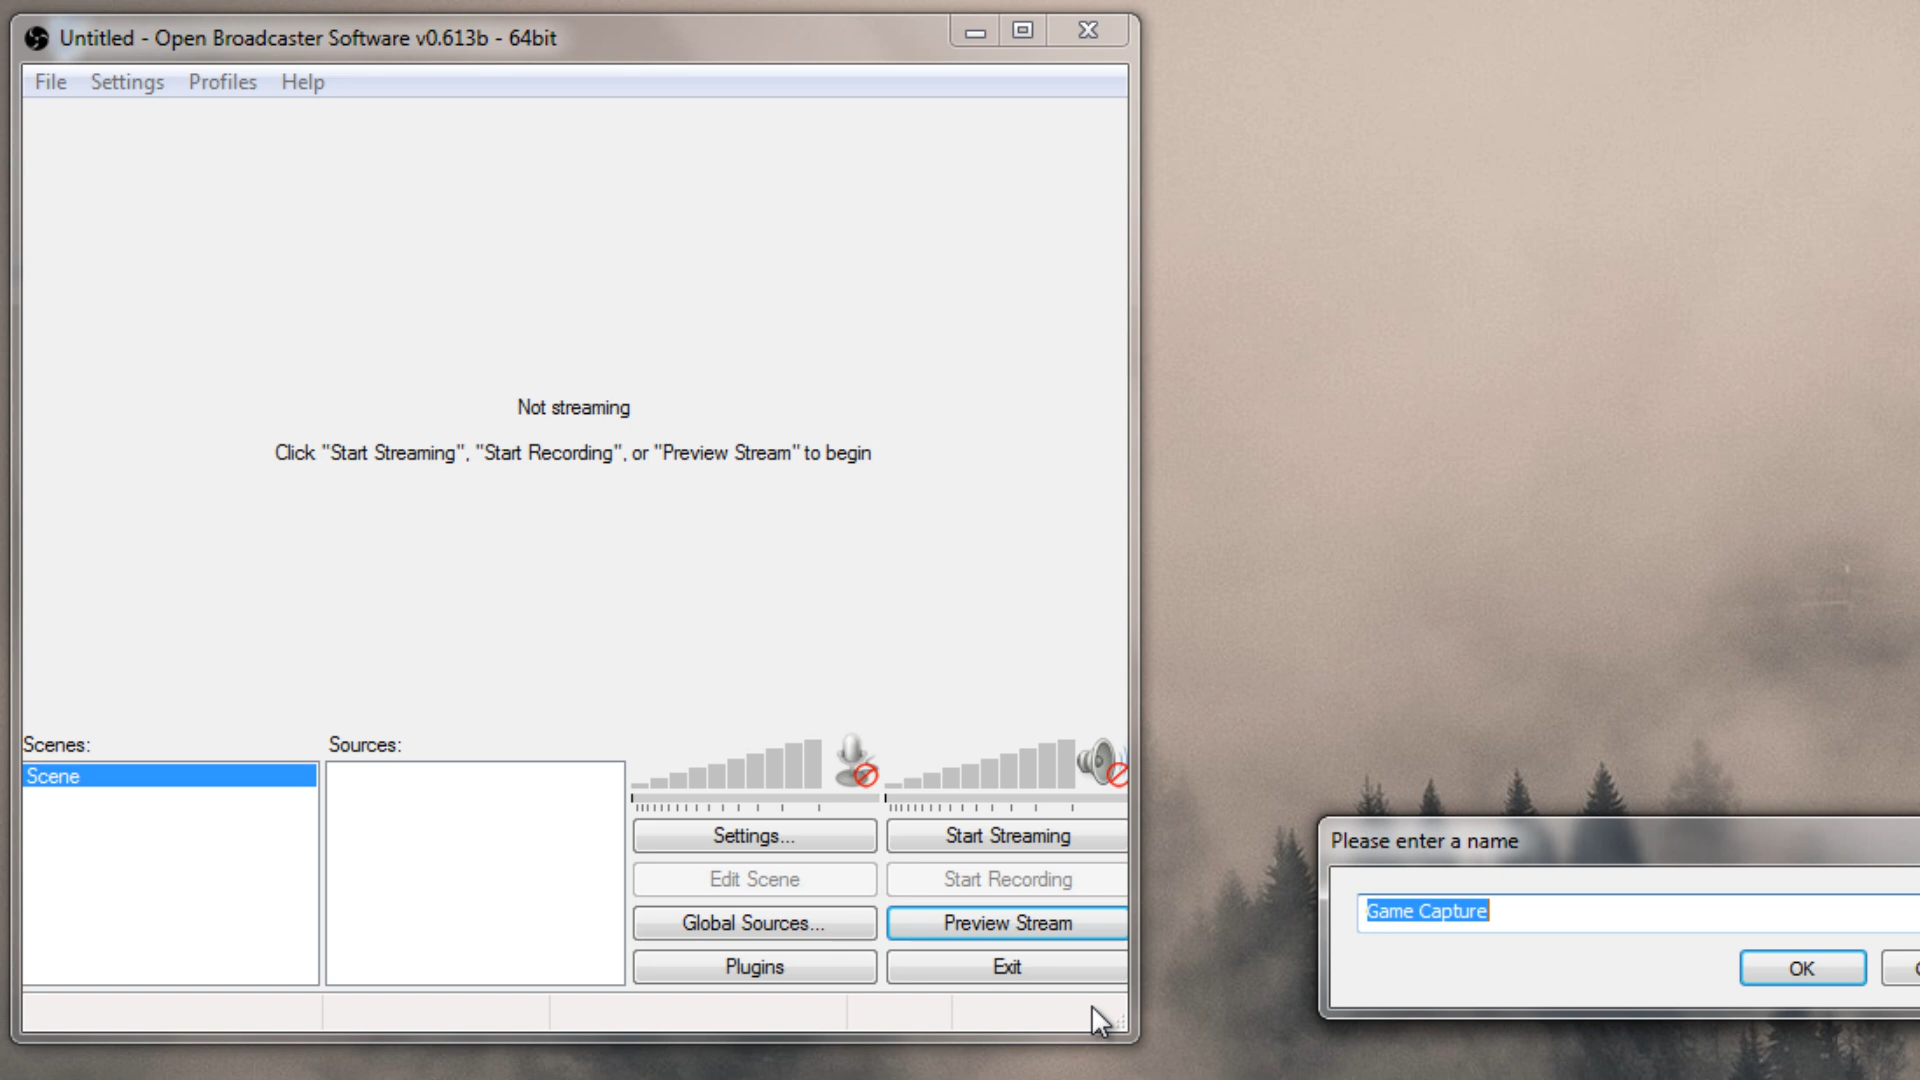 Untitled - Open Broadcaster Software v0.613b - 64bit
File Settings Profiles Help
Not streaming
Click "Start Streaming", "Start Recording", or "Preview Stream" to begin
Scenes:
Sources:
Scene
Settings...
Start Streaming
Edit Scene
Start Recording
Global Sources...
Preview Stream
Plugins
Exit
Please enter a name
Game Capture
OK